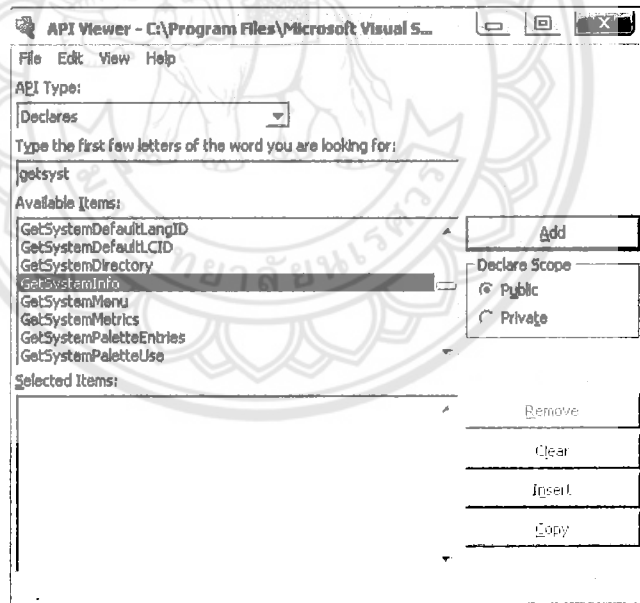 API Viewer - C:\Program Files\Microsoft Visual S...
File Edit View Help
API Type:
Declares
Type the first few letters of the word you are looking for:
getsyst
Available Items:
GetSystemDefaultLangID
GetSystemDefaultLCID
GetSystemDirectory
GetSystemInfo
GetSystemMenu
GetSystemMetrics
GetSystemPaletteEntries
GetSystemPaletteUse
Add
Declare Scope
Public
Private
Selected Items:
Remove
Clear
Insert
Copy